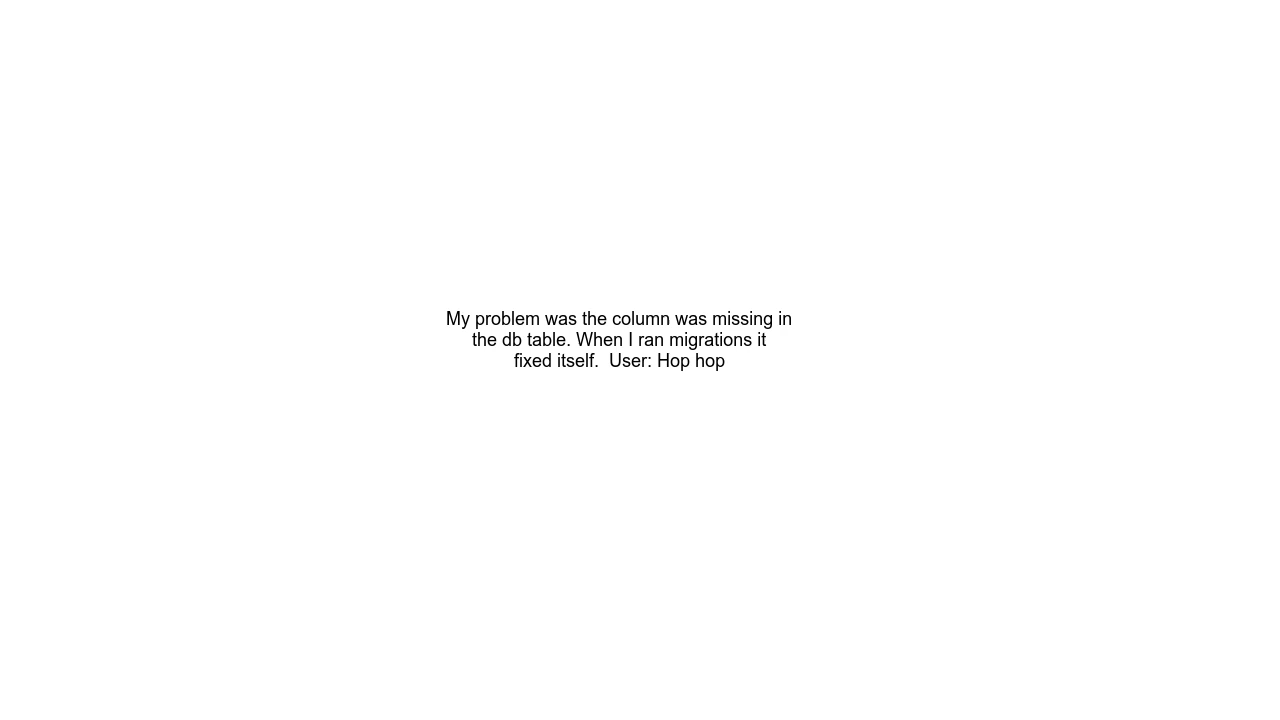 My problem was the column was missing in
the db table. When I ran migrations it
fixed itself.  User: Hop hop